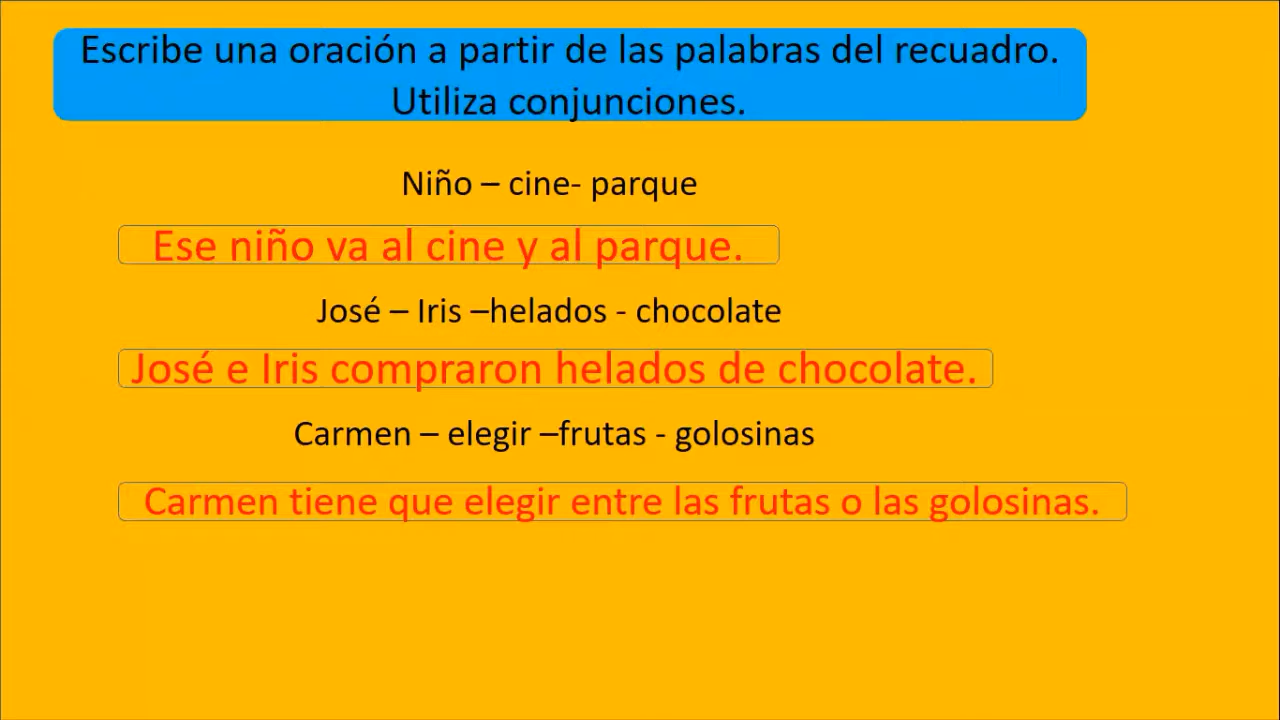 Escribe una oración a partir de las palabras del recuadro.
Utiliza conjunciones.
Niño – cine- parque
Ese niño va al cine y al parque.
José – Iris –helados - chocolate
José e Iris compraron helados de chocolate.
Carmen – elegir –frutas - golosinas
Carmen tiene que elegir entre las frutas o las golosinas.